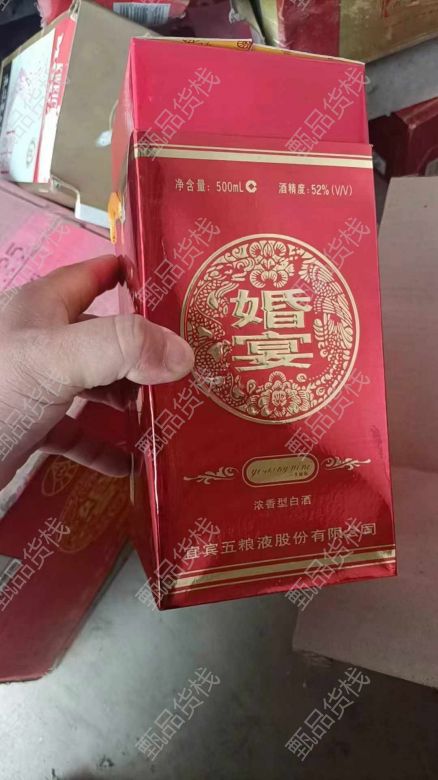 净含量：500mL
酒精度：52%(V/V)
婚
宴
浓香型白酒
宜宾五粮液股份有限公司
甄品货栈